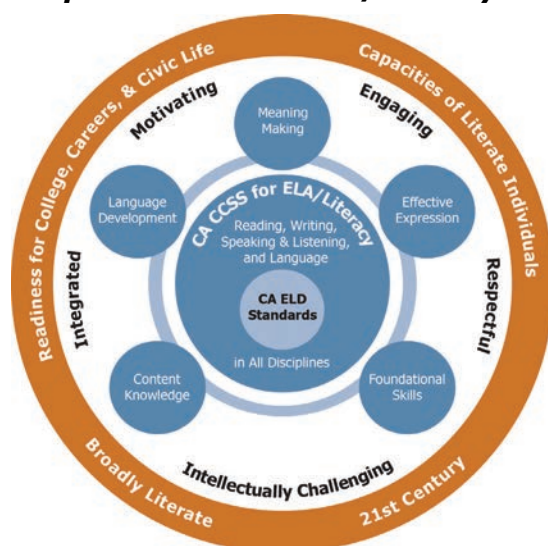 Readiness for College, Careers, & Civic Life
Capacities of Literate Individuals
Broadly Literate
21st Century
Motivating
Engaging
Integrated
Respectful
Intellectually Challenging
Meaning
Making
Language
Development
Effective
Expression
Content
Knowledge
Foundational
Skills
CA CCSS for ELA/Literacy
Reading, Writing,
Speaking & Listening,
and Language
CA ELD
Standards
in All Disciplines